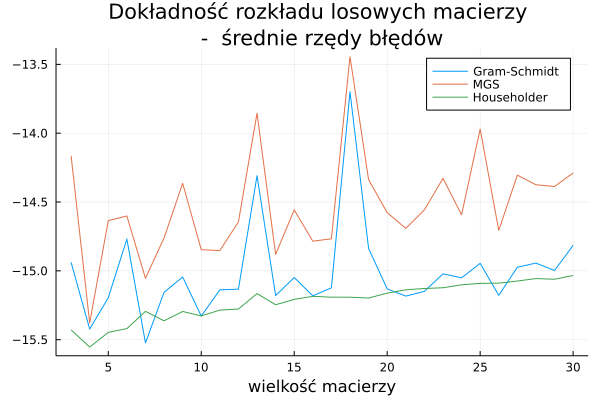 Dokładność rozkładu losowych macierzy
- średnie rzędy błędów
−13.5
−14.0
−14.5
−15.0
−15.5
Gram-Schmidt
MGS
Householder
5 10 15 20 25 30
wielkość macierzy